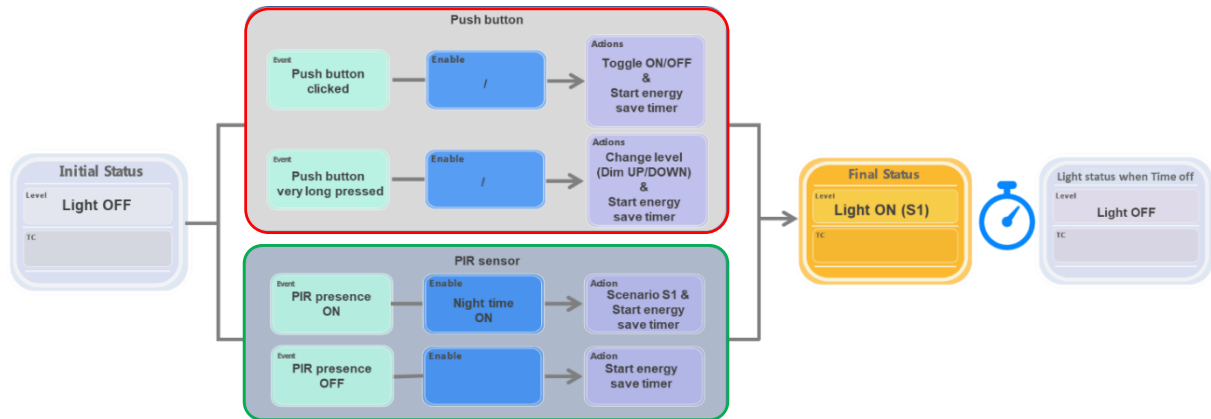 Push button
Event
Push button
clicked
Enable
/
Actions
Toggle ON/OFF
&
Start energy
save timer
Event
Push button
very long pressed
Enable
/
Actions
Change level
(Dim UP/DOWN)
&
Start energy
save timer
Initial Status
Level
Light OFF
TC
PIR sensor
Event
PIR presence
ON
Enable
Night time
ON
Action
Scenario S1 &
Start energy
save timer
Event
PIR presence
OFF
Enable
Action
Start energy
save timer
Final Status
Level
Light ON (S1)
TC
Light status when Time off
Level
Light OFF
TC